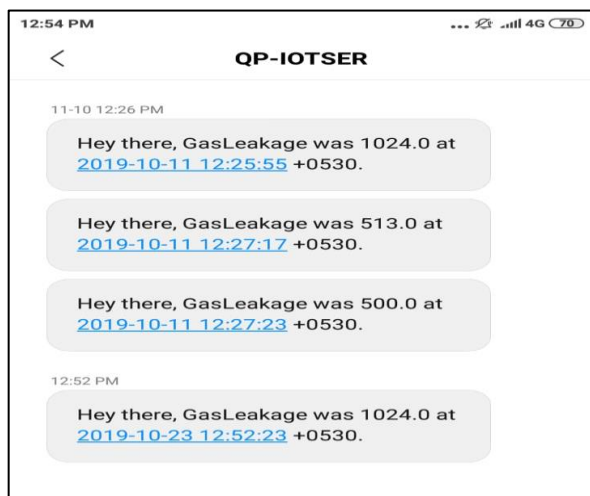 12:54 PM ... 4G 70
QP-IOTSER
11-10 12:26 PM
Hey there, GasLeakage was 1024.0 at
2019-10-11 12:25:55 +0530.
Hey there, GasLeakage was 513.0 at
2019-10-11 12:27:17 +0530.
Hey there, GasLeakage was 500.0 at
2019-10-11 12:27:23 +0530.
12:52 PM
Hey there, GasLeakage was 1024.0 at
2019-10-23 12:52:23 +0530.